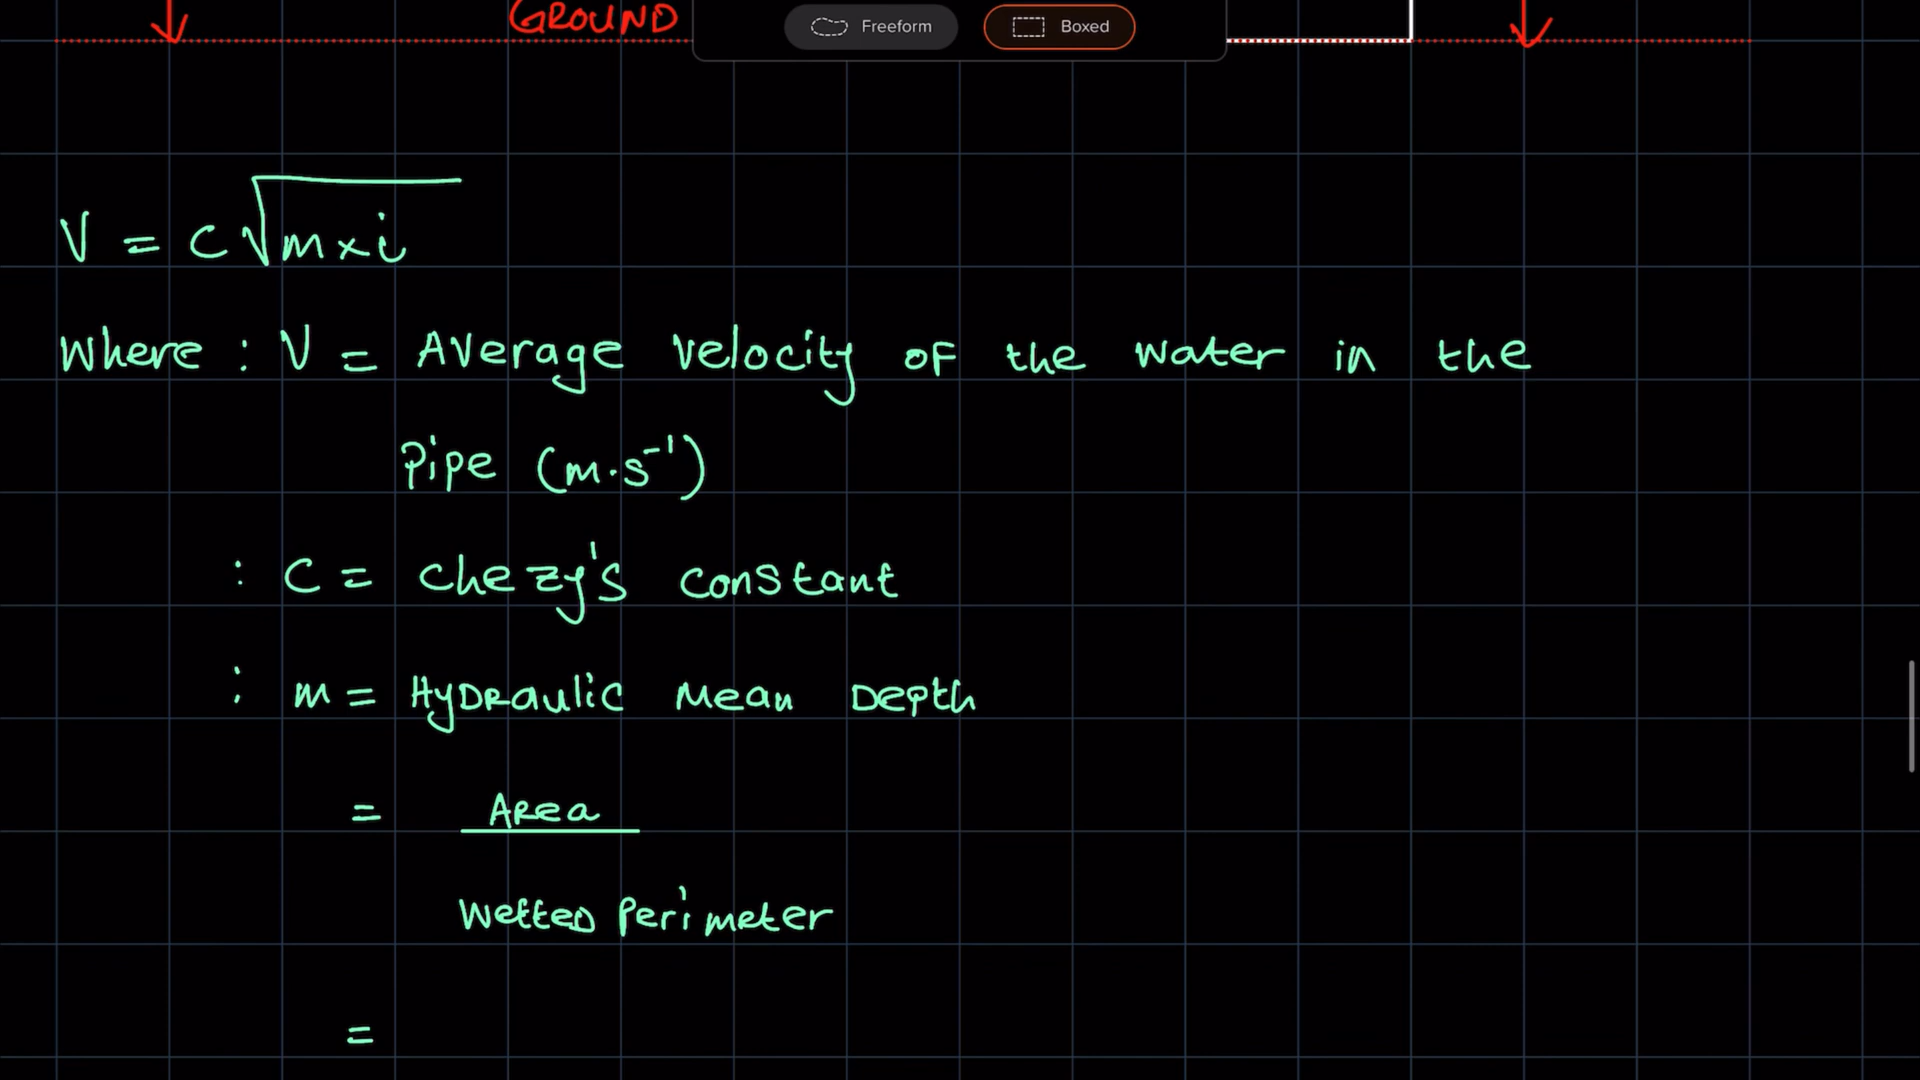 GROUND
Freeform
Boxed
V = c√m×i
Where : V = Average velocity of the water in the
Pipe (m·s⁻¹)
: C = chezy's constant
: m = Hydraulic Mean Depth
= Area
Wetted Perimeter
=